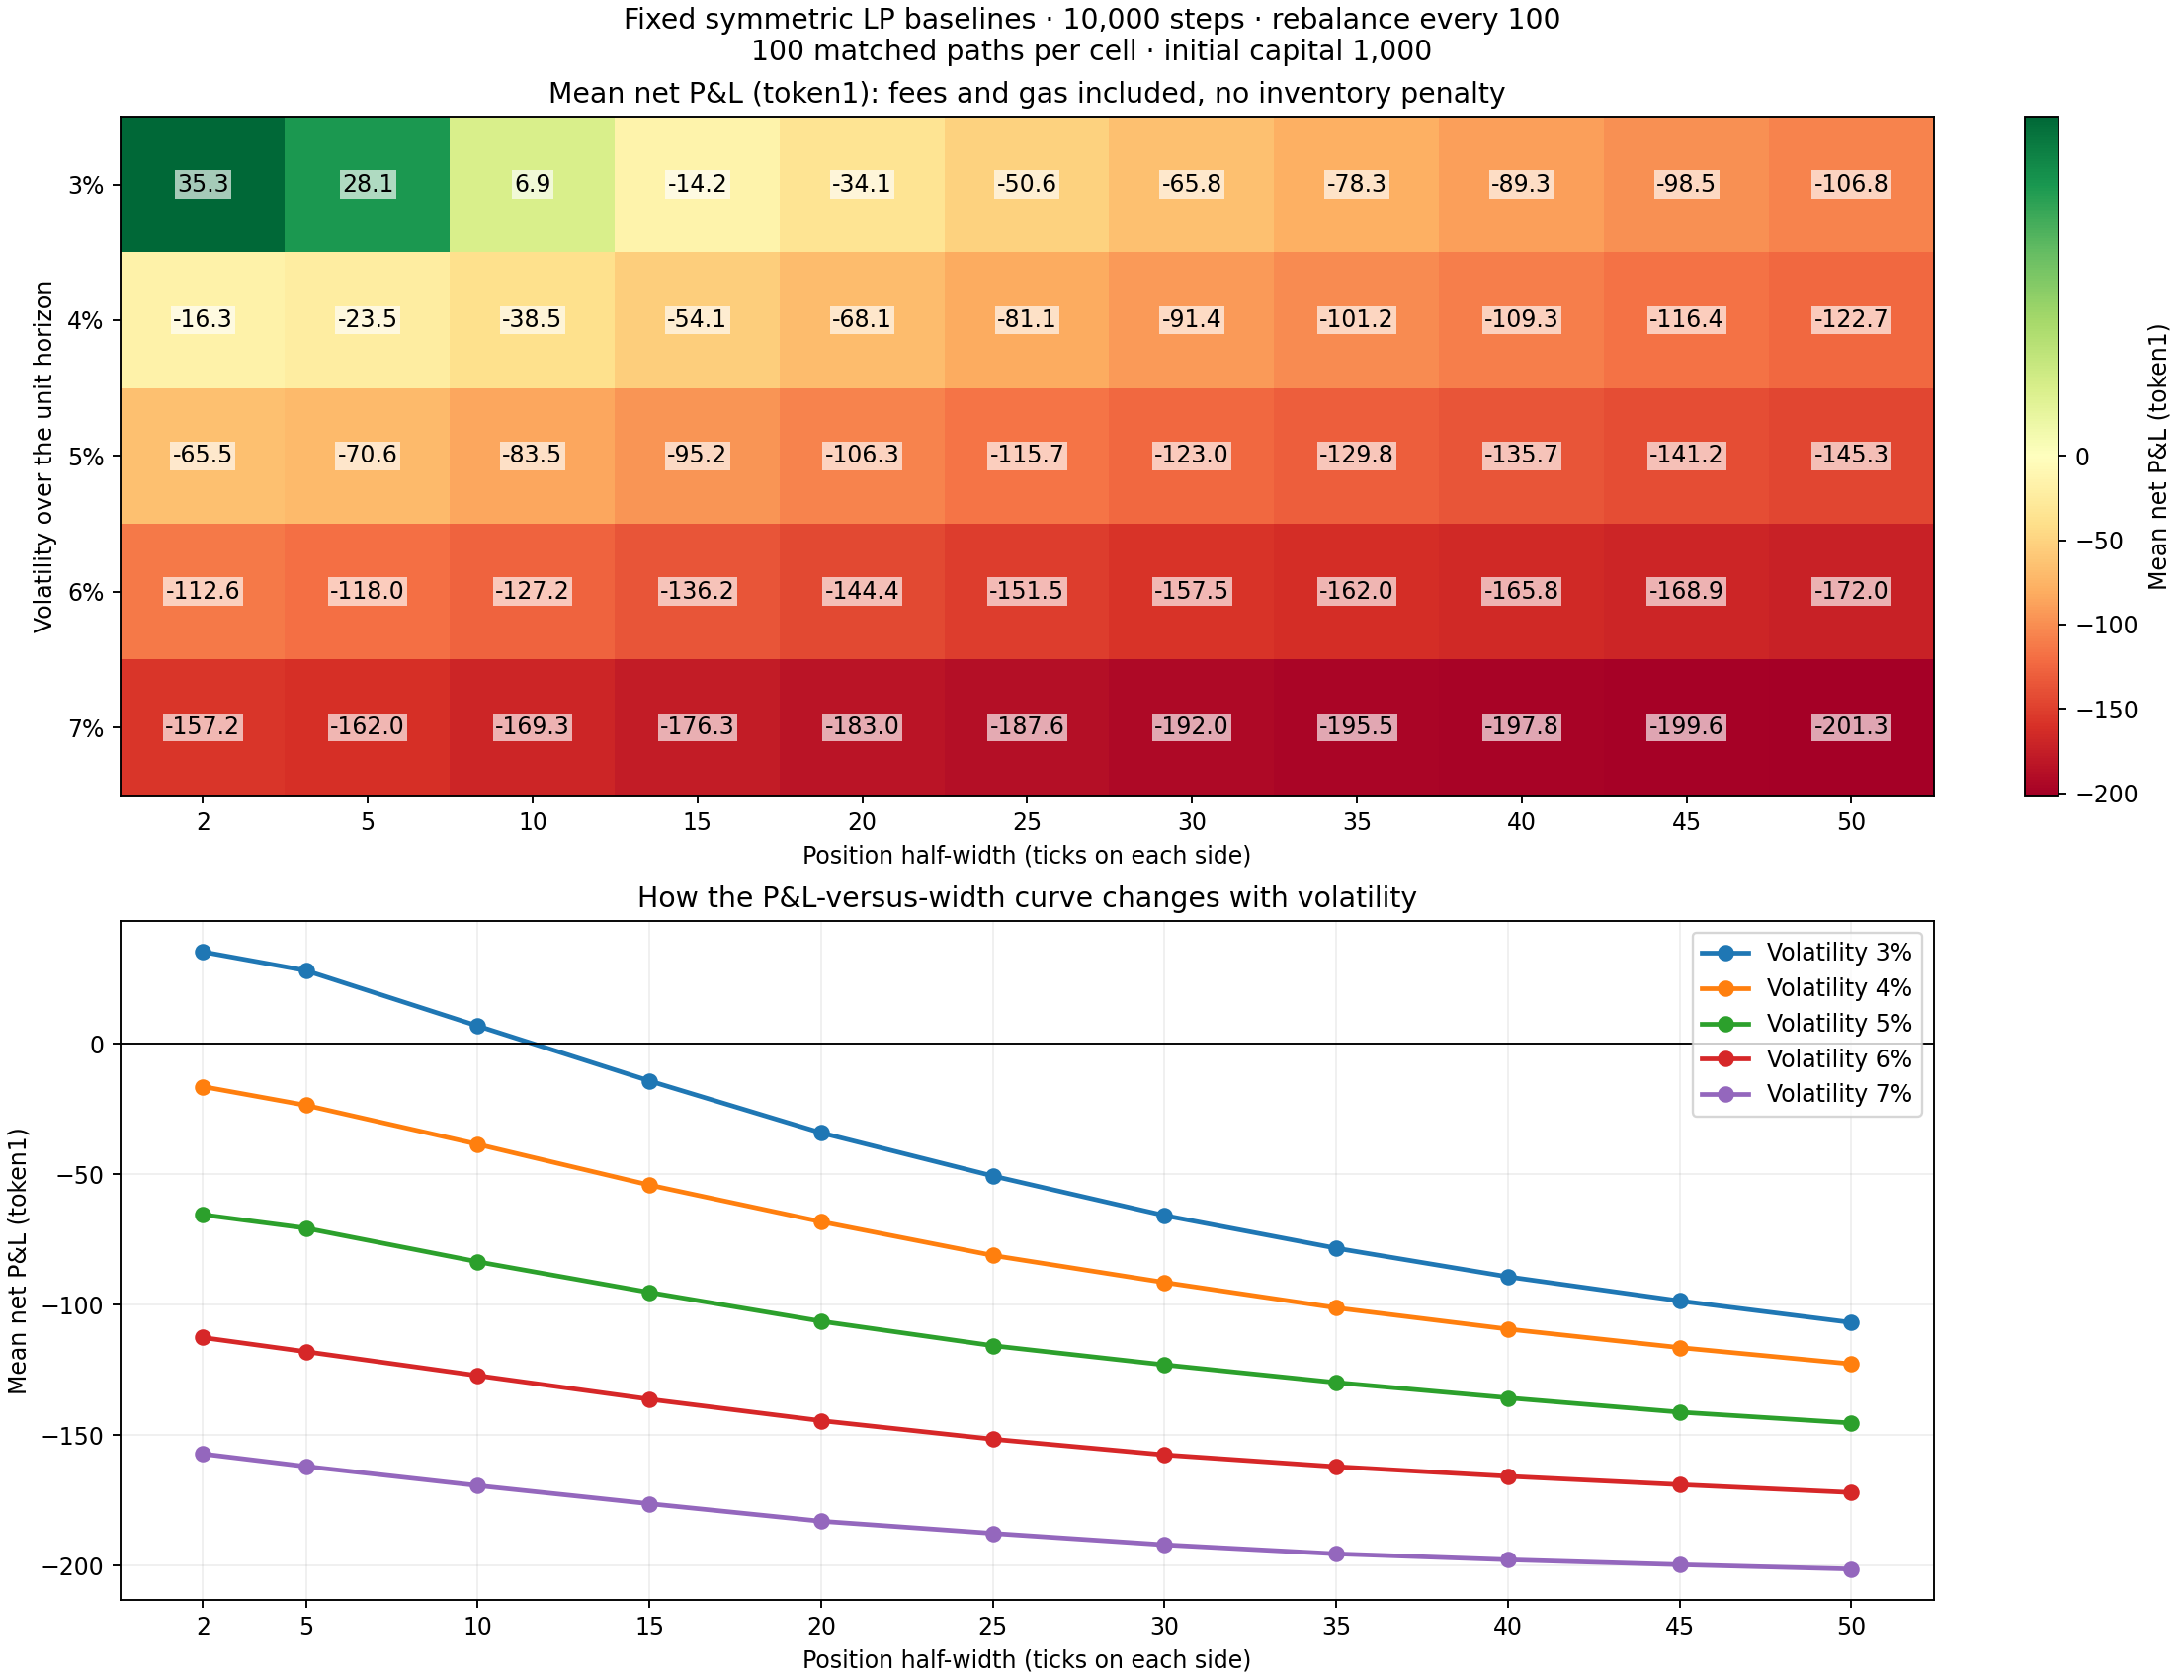 Fixed symmetric LP baselines · 10,000 steps · rebalance every 100
100 matched paths per cell · initial capital 1,000
Mean net P&L (token1): fees and gas included, no inventory penalty
Volatility over the unit horizon
3% 35.3 28.1 6.9 -14.2 -34.1 -50.6 -65.8 -78.3 -89.3 -98.5 -106.8
4% -16.3 -23.5 -38.5 -54.1 -68.1 -81.1 -91.4 -101.2 -109.3 -116.4 -122.7
5% -65.5 -70.6 -83.5 -95.2 -106.3 -115.7 -123.0 -129.8 -135.7 -141.2 -145.3
6% -112.6 -118.0 -127.2 -136.2 -144.4 -151.5 -157.5 -162.0 -165.8 -168.9 -172.0
7% -157.2 -162.0 -169.3 -176.3 -183.0 -187.6 -192.0 -195.5 -197.8 -199.6 -201.3
2 5 10 15 20 25 30 35 40 45 50
Position half-width (ticks on each side)
0
−50
−100
−150
−200
Mean net P&L (token1)
How the P&L-versus-width curve changes with volatility
Mean net P&L (token1)
0
−50
−100
−150
−200
Volatility 3%
Volatility 4%
Volatility 5%
Volatility 6%
Volatility 7%
2 5 10 15 20 25 30 35 40 45 50
Position half-width (ticks on each side)